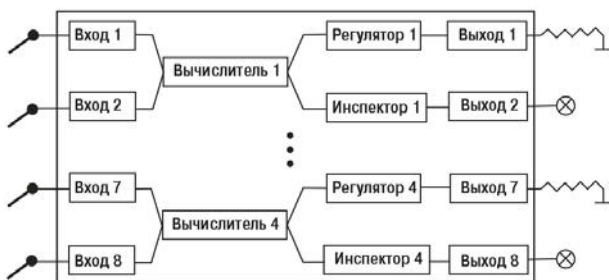 Вход 1 Регулятор 1 Выход 1
Вычислитель 1
Вход 2 Инспектор 1 Выход 2
Вход 7 Регулятор 4 Выход 7
Вычислитель 4
Вход 8 Инспектор 4 Выход 8